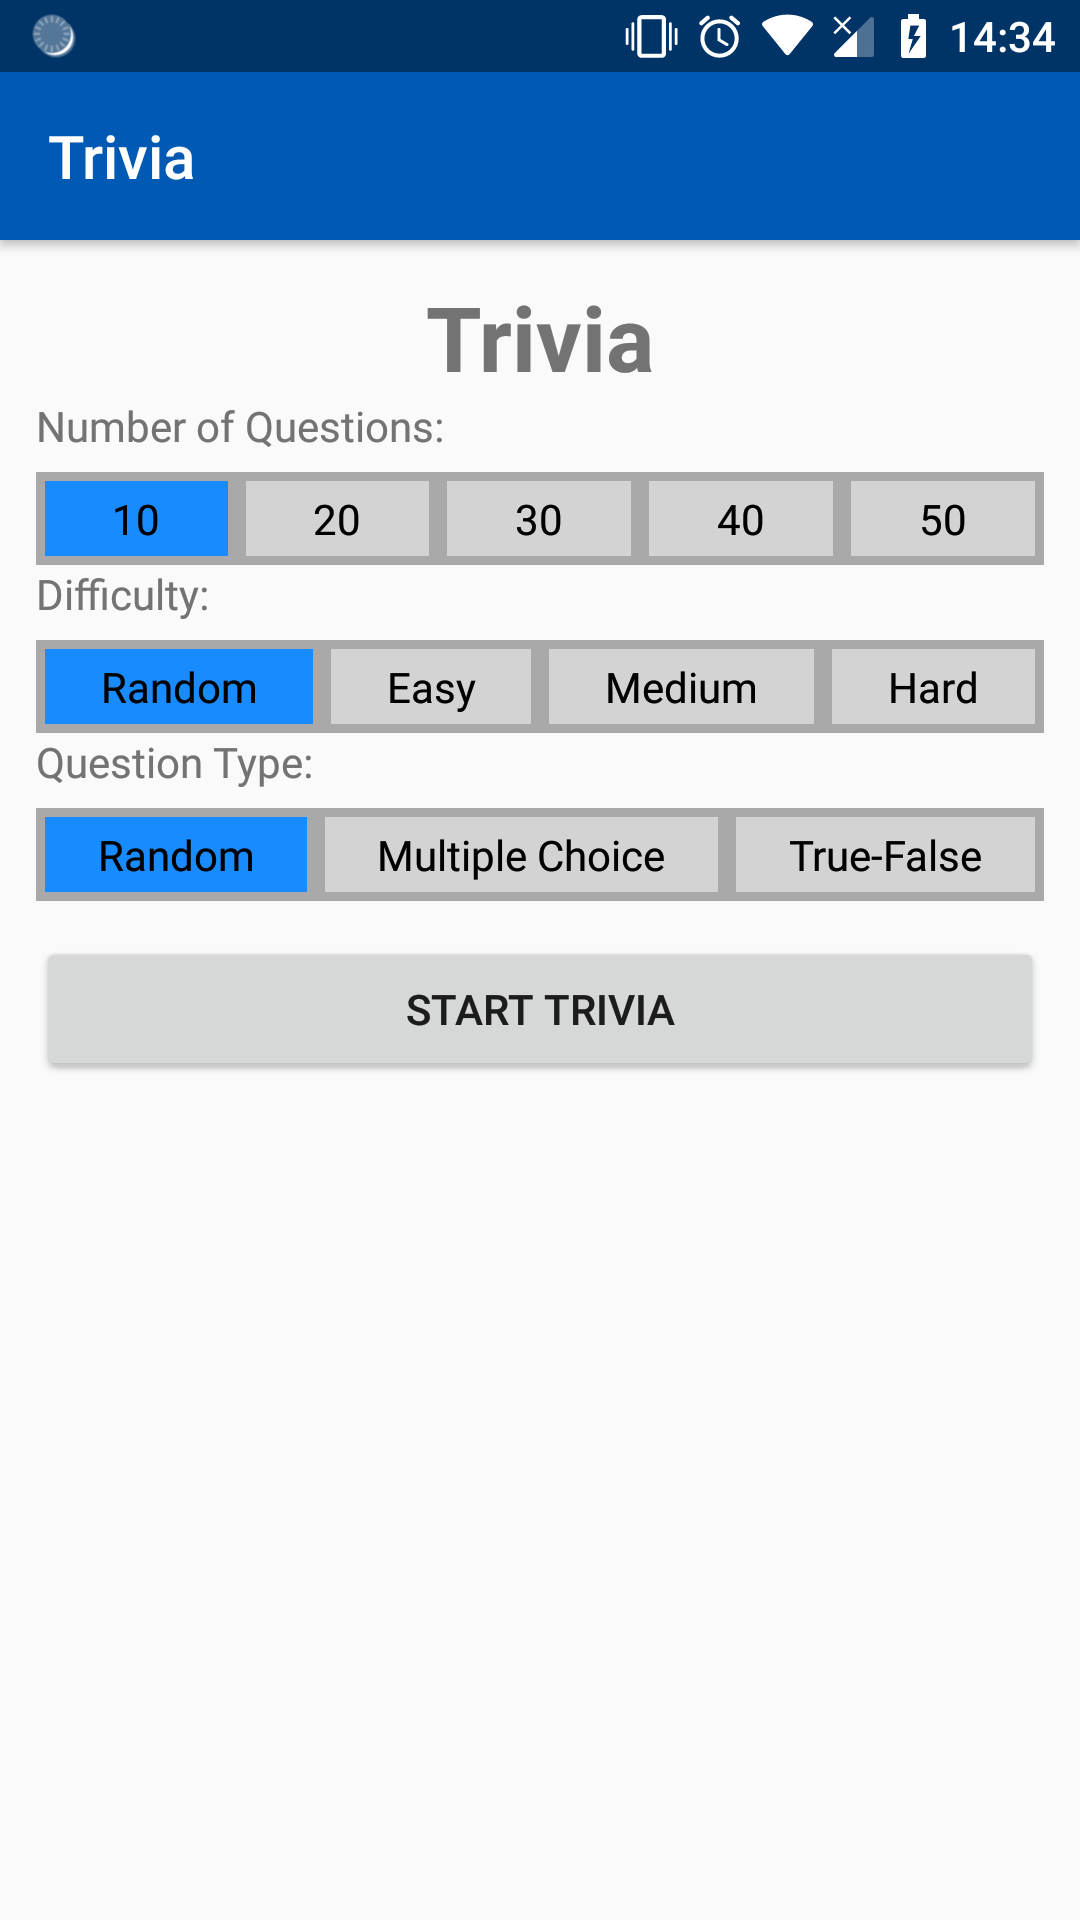 14:34
Trivia
Trivia
Number of Questions:
10 20 30 40 50
Difficulty:
Random Easy Medium Hard
Question Type:
Random Multiple Choice True-False
START TRIVIA